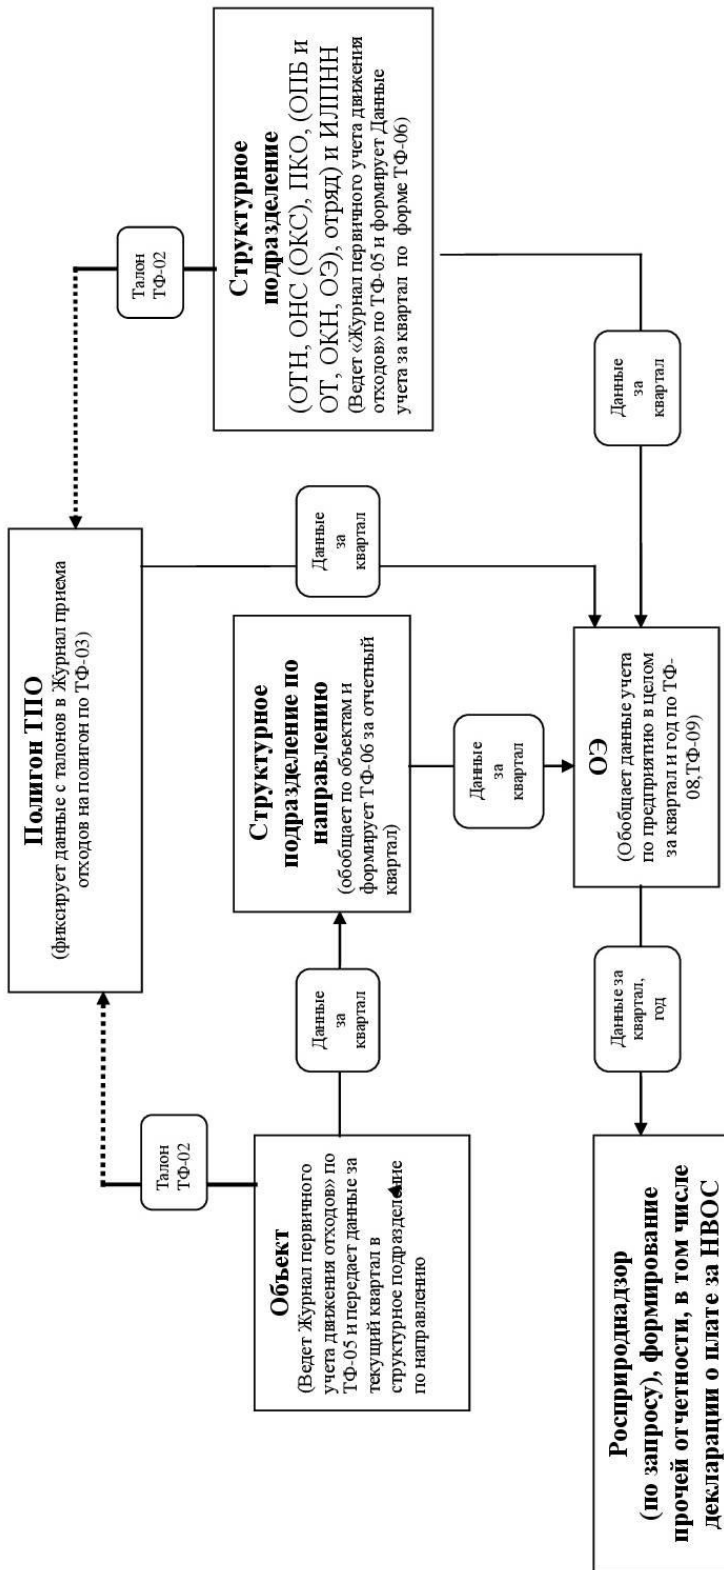 Полигон ТПО
(фиксирует данные с талонов в Журнал приема
отходов на полигон по ТФ-03)
Талон
ТФ-02
Талон
ТФ-02
Объект
(Ведет Журнал первичного
учета движения отходов» по
ТФ-05 и передает данные за
текущий квартал в
структурное подразделение
по направлению
Данные
за
квартал
Структурное
подразделение по
направлению
(обобщает по объектам и
формирует ТФ-06 за отчетный
квартал)
Данные
за
квартал
Структурное
подразделение
(ОТН, ОНС (ОКС), ПКО, (ОПБ и
ОТ, ОКН, ОЭ), отряд) и ИЛПНН
(Ведет «Журнал первичного учета движения
отходов» по ТФ-05 и формирует Данные
учета за квартал по форме ТФ-06)
Данные
за
квартал
Данные
за
квартал
ОЭ
(Обобщает данные учета
по предприятию в целом
за квартал и год по ТФ-
08,ТФ-09)
Данные за
квартал,
год
Росприроднадзор
(по запросу), формирование
прочей отчетности, в том числе
декларации о плате за НВОС